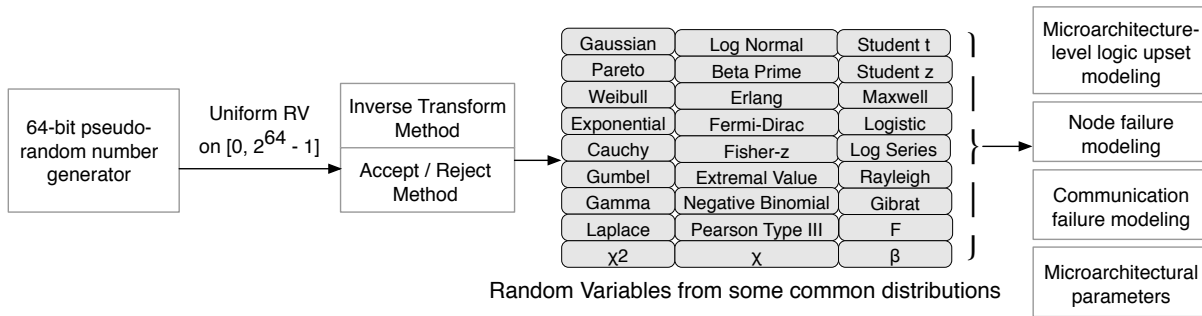 64-bit pseudo-
random number
generator
Uniform RV
on [0, 2^64 - 1]
Inverse Transform
Method
Accept / Reject
Method
Gaussian Log Normal Student t
Pareto Beta Prime Student z
Weibull Erlang Maxwell
Exponential Fermi-Dirac Logistic
Cauchy Fisher-z Log Series
Gumbel Extremal Value Rayleigh
Gamma Negative Binomial Gibrat
Laplace Pearson Type III F
χ2 χ β
Random Variables from some common distributions
Microarchitecture-
level logic upset
modeling
Node failure
modeling
Communication
failure modeling
Microarchitectural
parameters